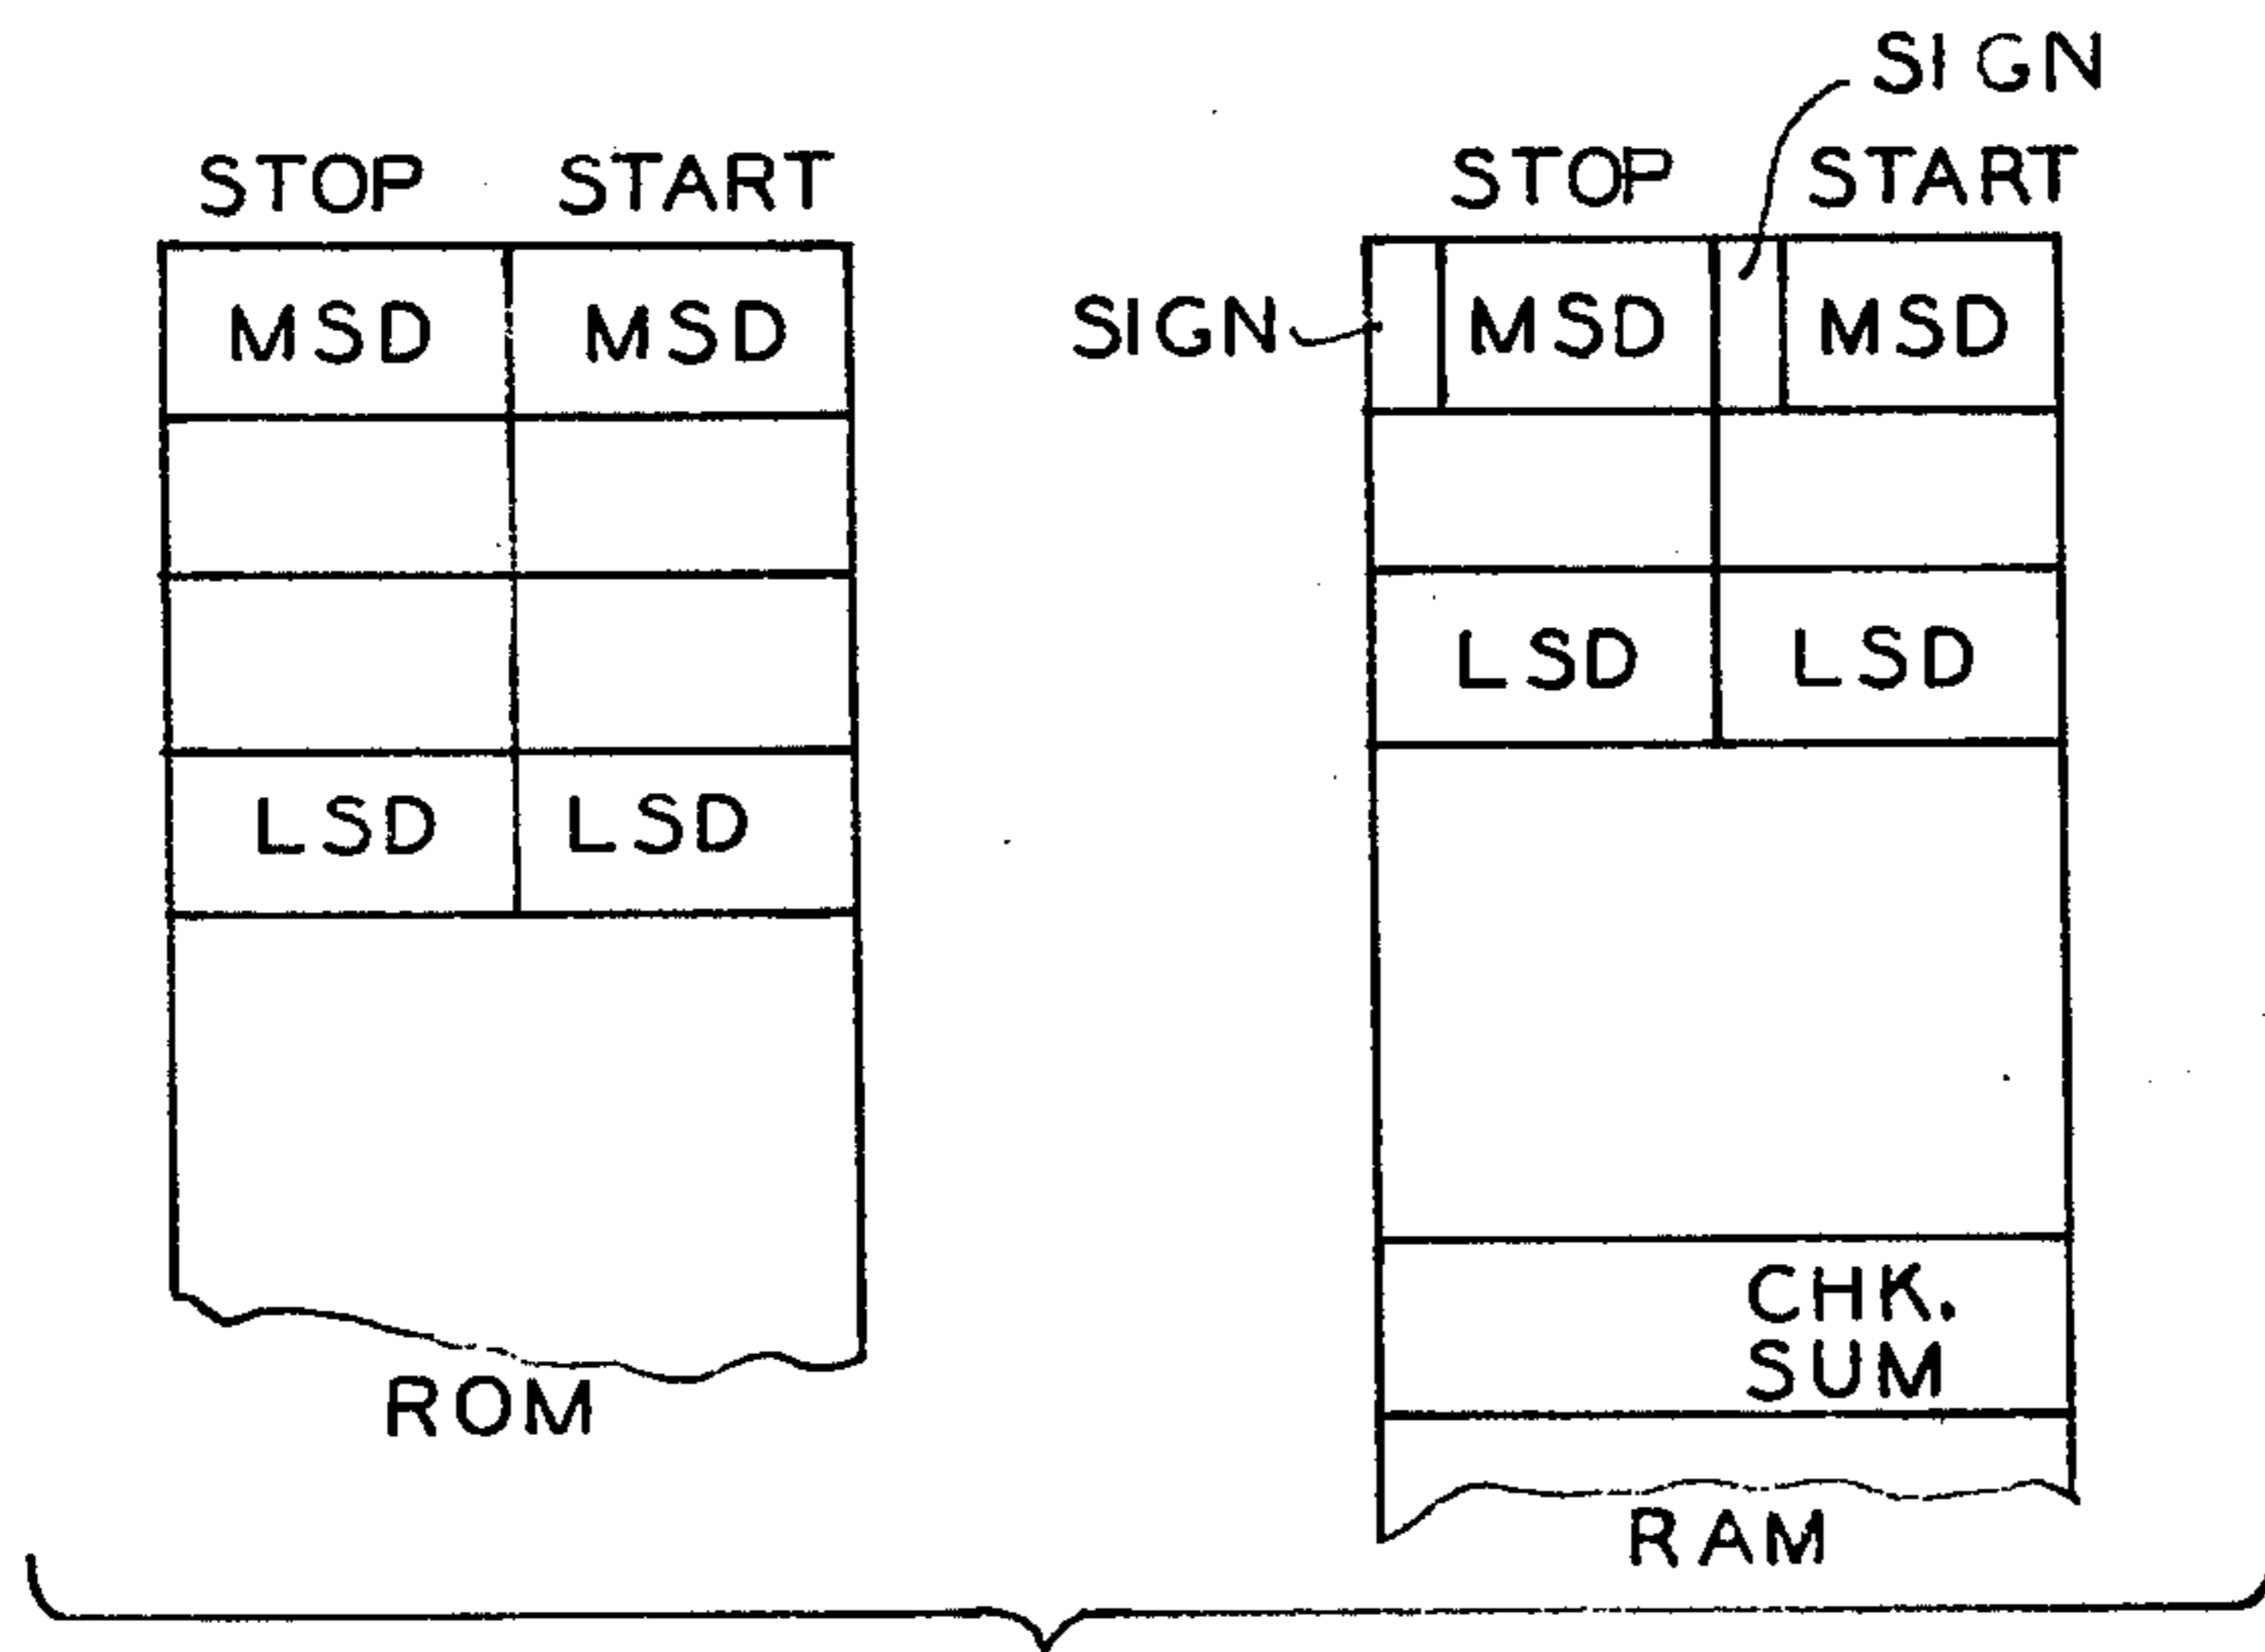 STOP START
MSD MSD
LSD LSD
ROM
SIGN
STOP START
SIGN MSD MSD
LSD LSD
CHK.
SUM
RAM